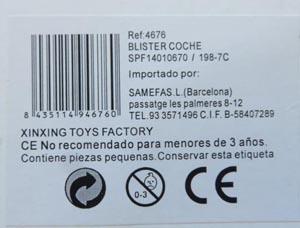 Ref:4676
BLISTER COCHE
SPF14010670 / 198-7C
Importado por:
SAMEFAS.L.(Barcelona)
passatge les palmeres 8-12
TEL.93 3571496 C.I.F. B-58407289
8 435114 946760
XINXING TOYS FACTORY
CE No recomendado para menores de 3 años.
Contiene piezas pequenas.Conservar esta etiqueta
0-3
CE